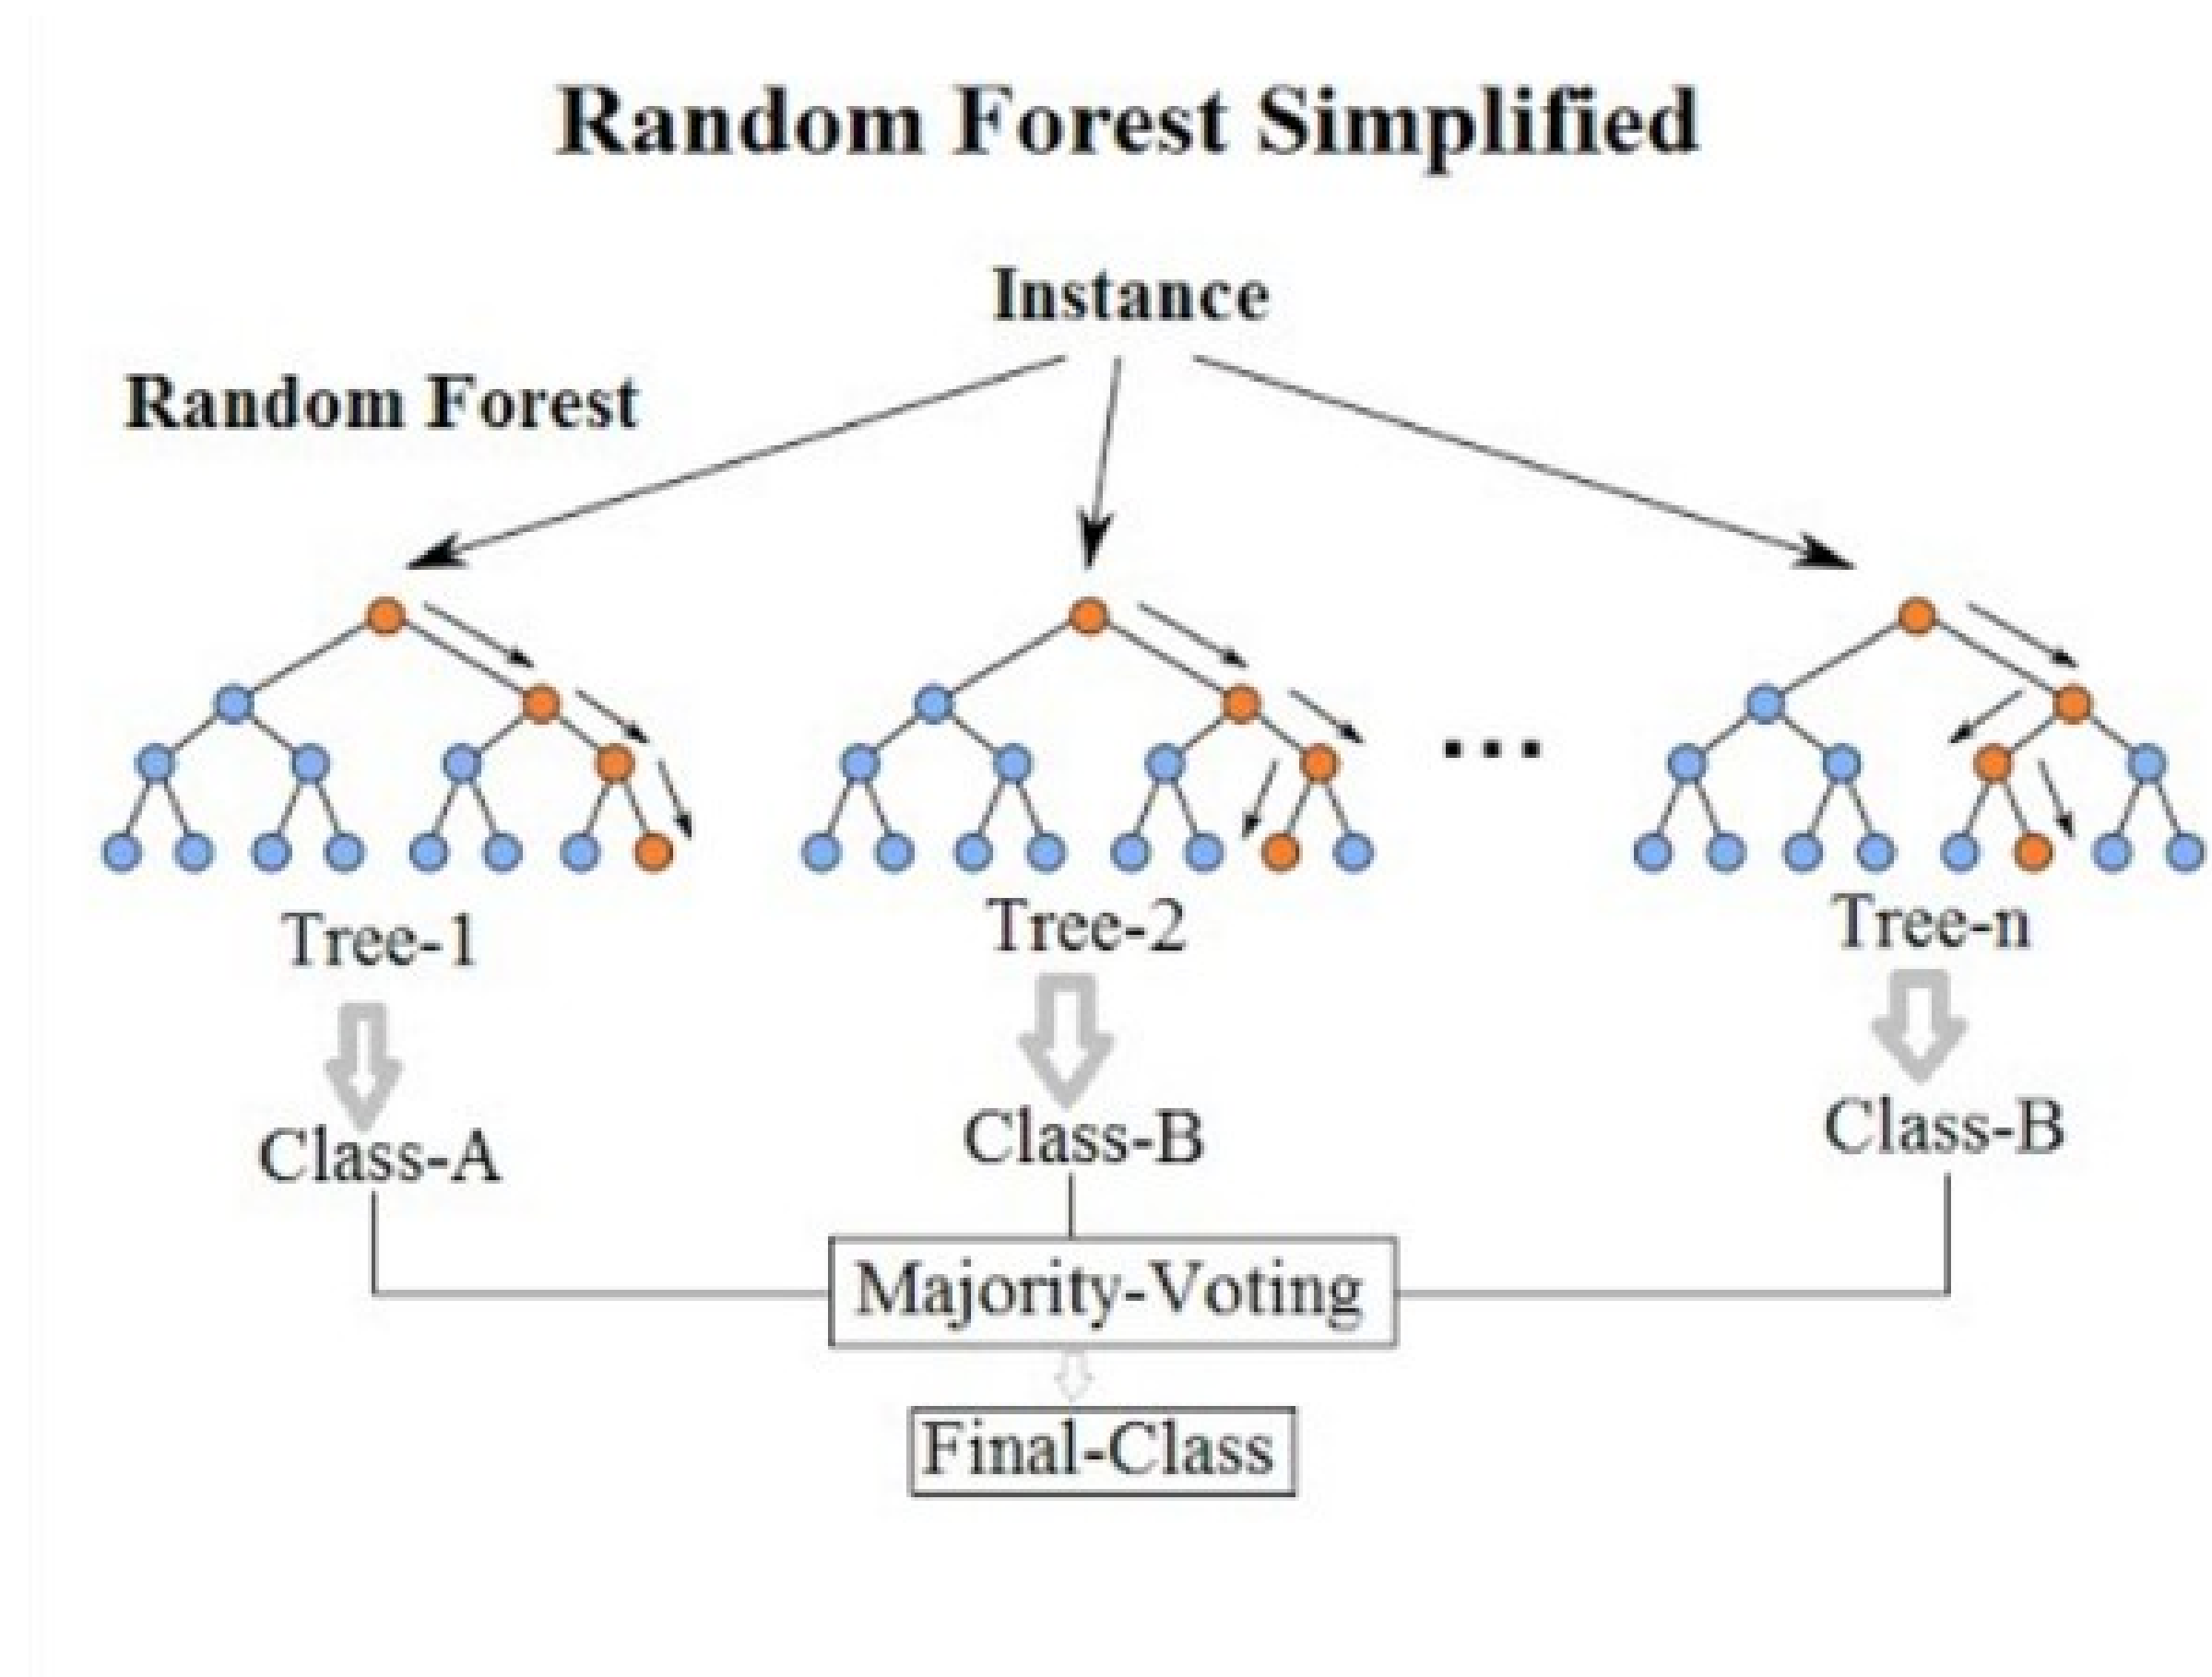 Random Forest Simplified
Instance
Random Forest
Tree-1
Tree-2
...
Tree-n
Class-A
Class-B
Class-B
Majority-Voting
Final-Class